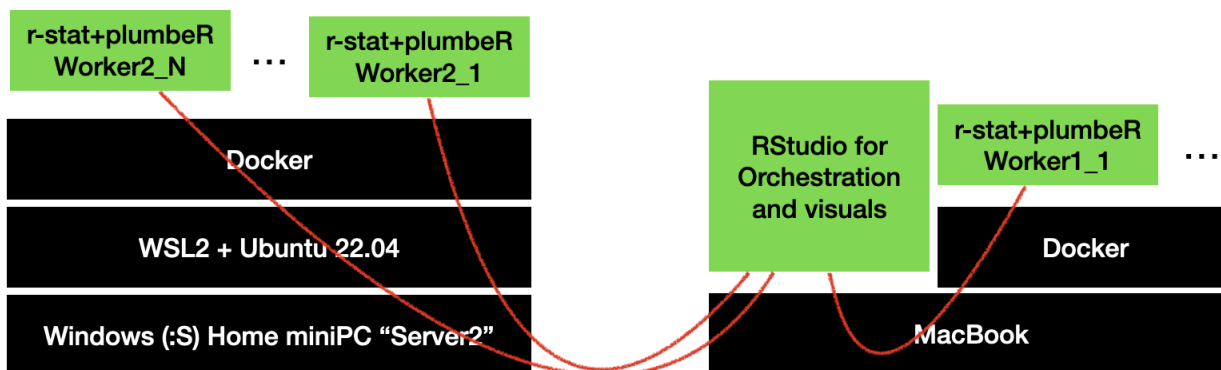 r-stat+plumbeR
Worker2_N
...
r-stat+plumbeR
Worker2_1
Docker
WSL2 + Ubuntu 22.04
Windows (:S) Home miniPC “Server2”
RStudio for
Orchestration
and visuals
r-stat+plumbeR
Worker1_1
...
Docker
MacBook